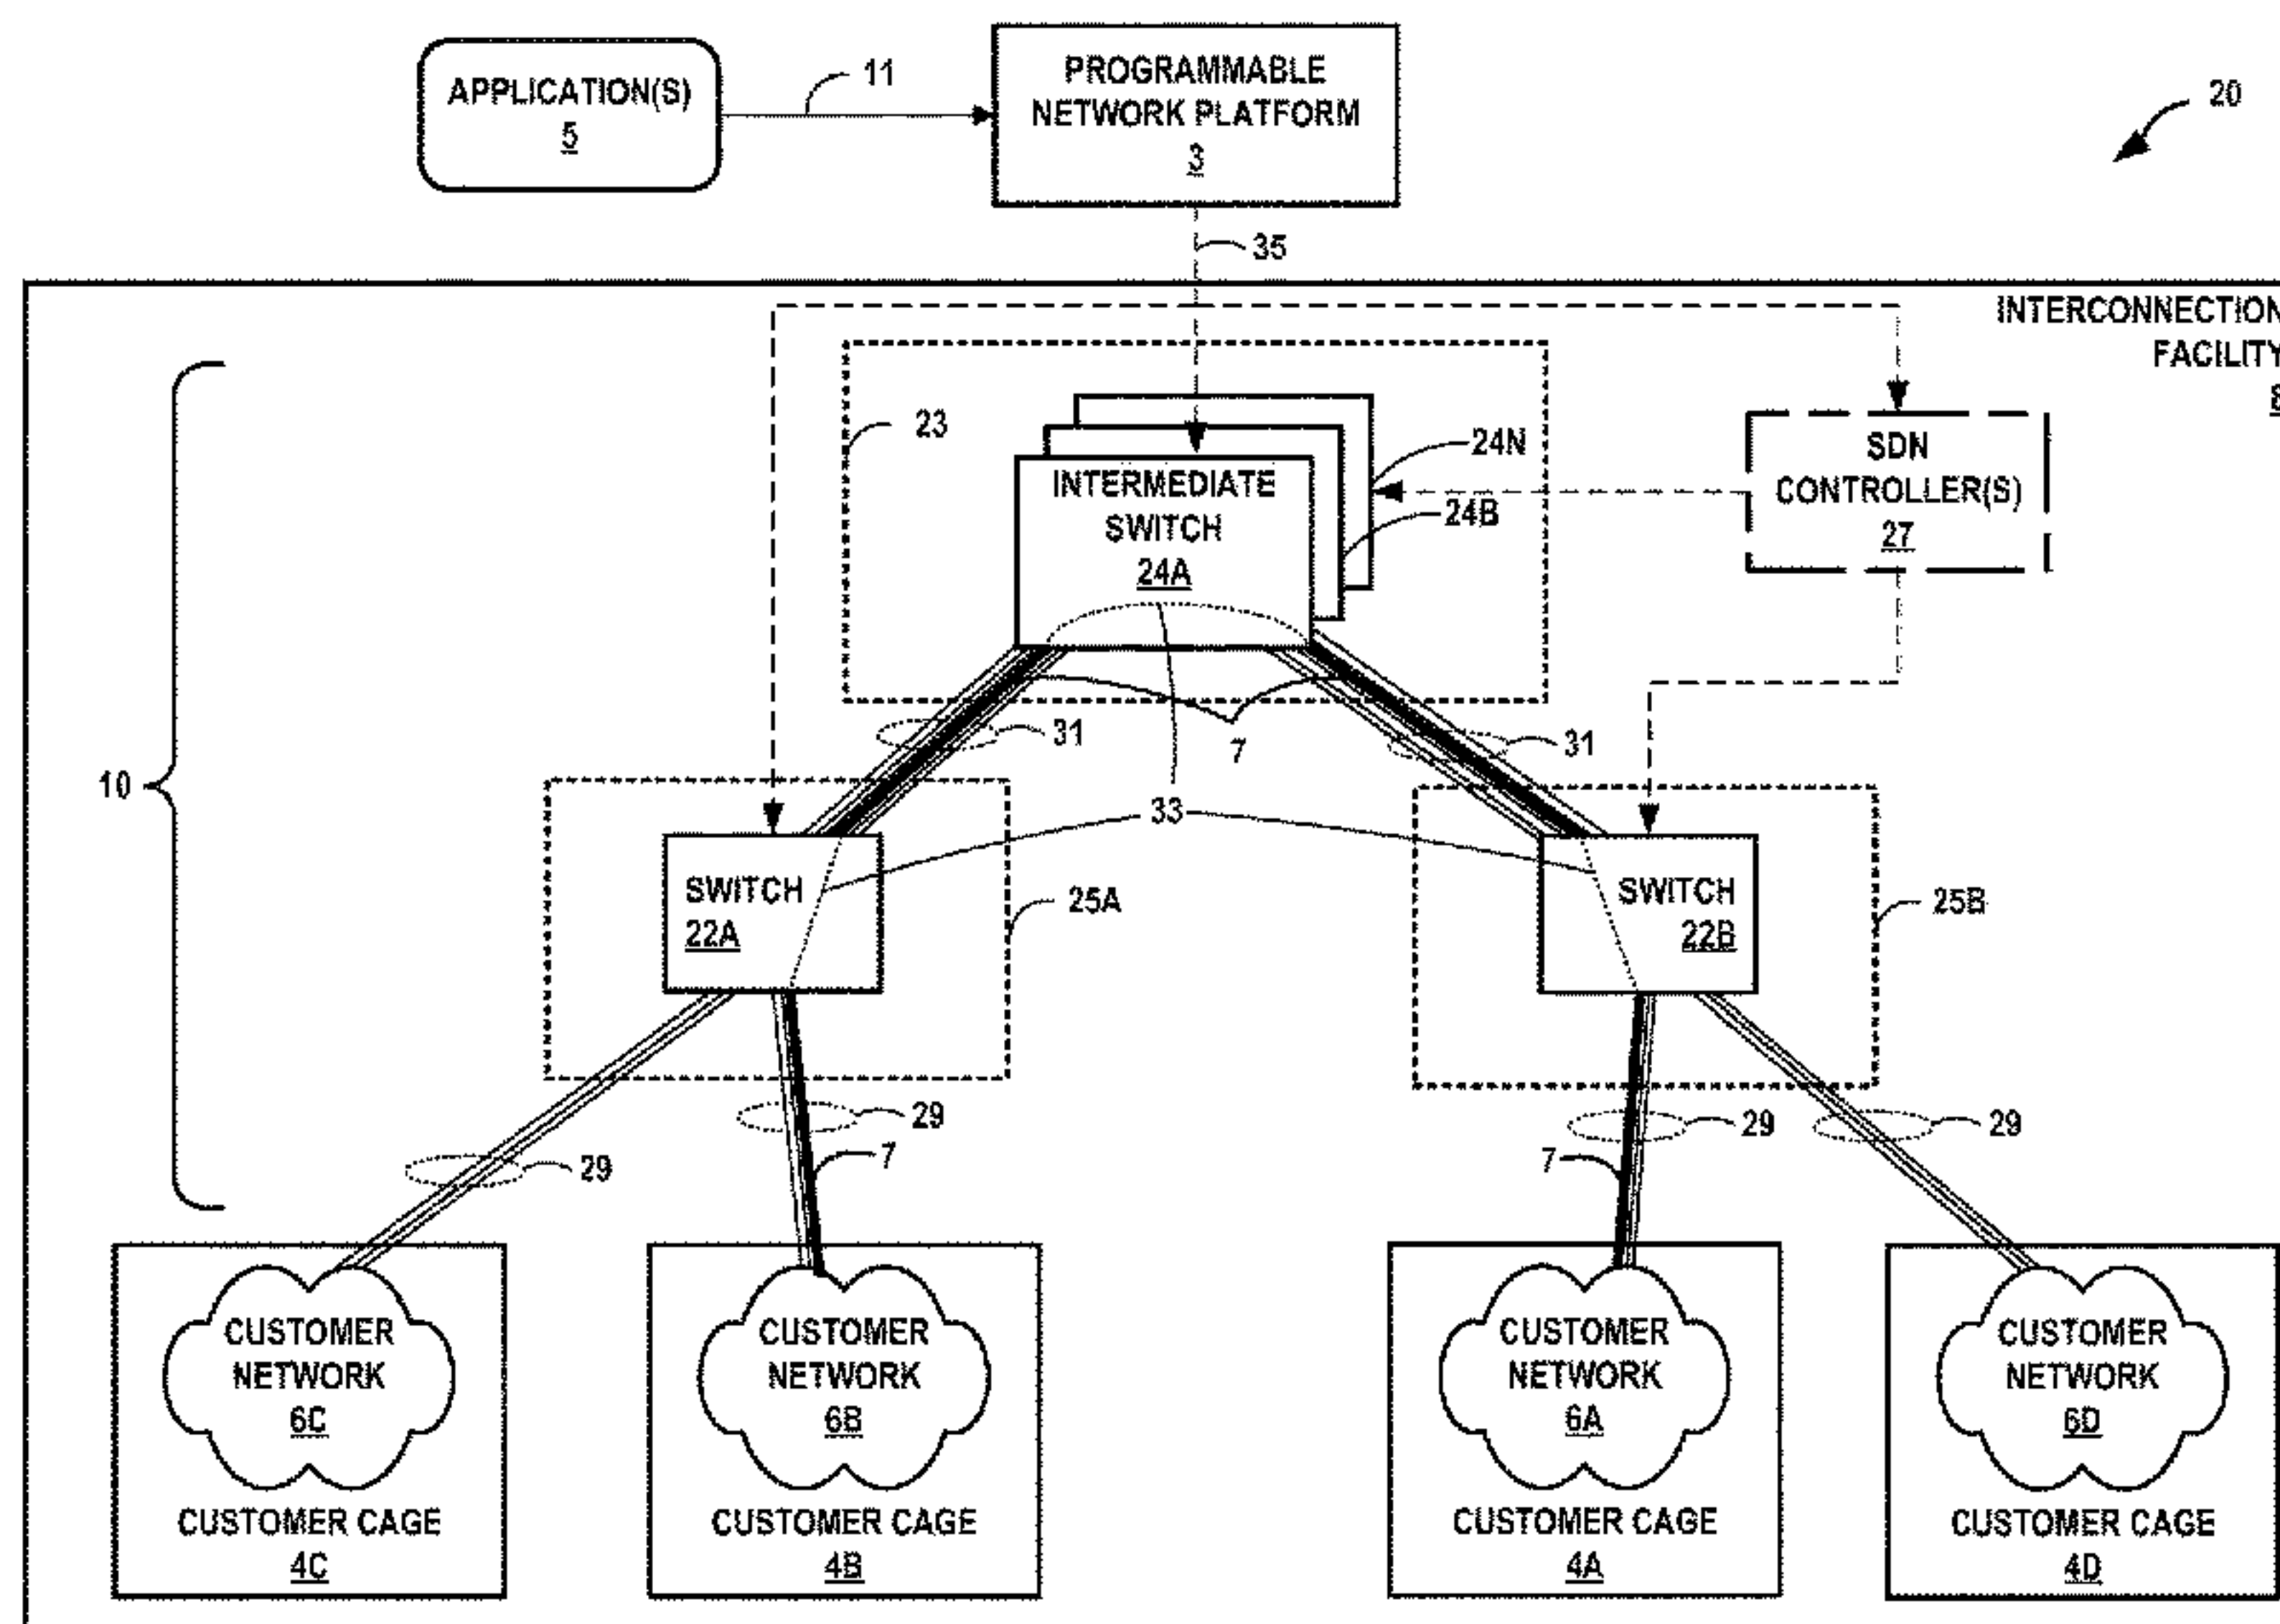 APPLICATION(S)
5
11
PROGRAMMABLE
NETWORK PLATFORM
3
20
35
INTERCONNECTION
FACILITY
8
23
INTERMEDIATE
SWITCH
24A
24N
24B
SDN
CONTROLLER(S)
27
10
31
7
31
33
SWITCH
22A
25A
SWITCH
22B
25B
29
29
7
29
7
29
CUSTOMER
NETWORK
6C
CUSTOMER CAGE
4C
CUSTOMER
NETWORK
6B
CUSTOMER CAGE
4B
CUSTOMER
NETWORK
6A
CUSTOMER CAGE
4A
CUSTOMER
NETWORK
6D
CUSTOMER CAGE
4D